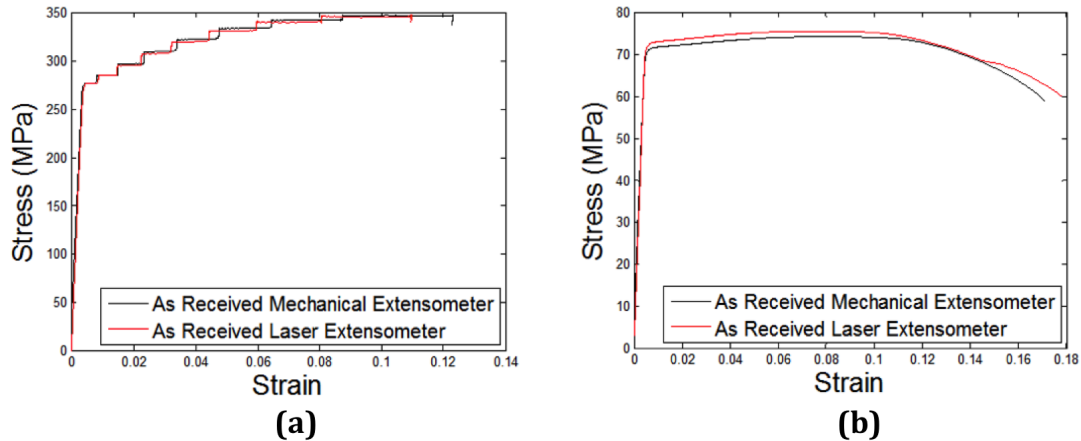 350
300
250
200
150
100
50
0
Stress (MPa)
0 0.02 0.04 0.06 0.08 0.1 0.12 0.14
Strain
As Received Mechanical Extensometer
As Received Laser Extensometer
(a)
80
70
60
50
40
30
20
10
0
Stress (MPa)
0 0.02 0.04 0.06 0.08 0.1 0.12 0.14 0.16 0.18
Strain
As Received Mechanical Extensometer
As Received Laser Extensometer
(b)